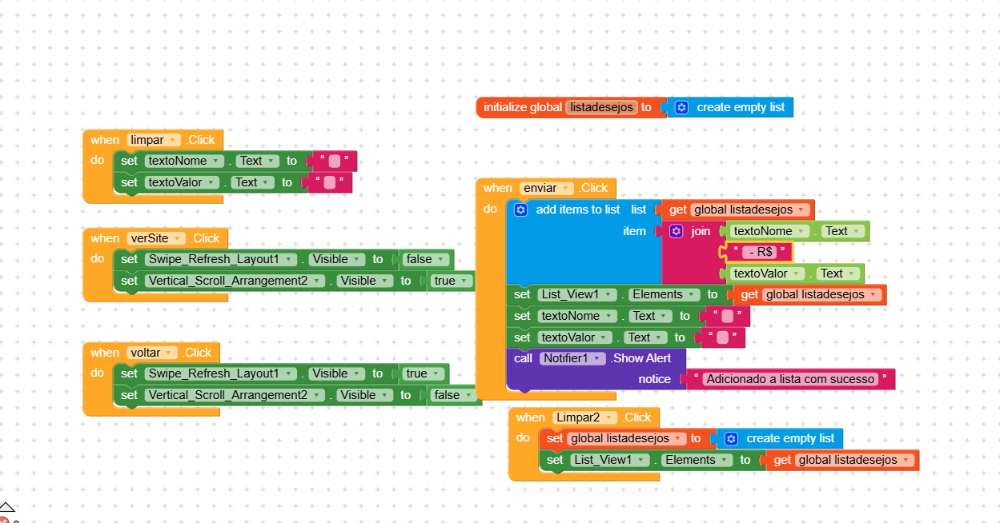 initialize global listadesejos to create empty list
when limpar .Click
do set textoNome . Text to " "
set textoValor . Text to " "
when verSite .Click
do set Swipe_Refresh_Layout1 . Visible to false
set Vertical_Scroll_Arrangement2 . Visible to true
when voltar .Click
do set Swipe_Refresh_Layout1 . Visible to true
set Vertical_Scroll_Arrangement2 . Visible to false
when enviar .Click
do add items to list list get global listadesejos
item join textoNome . Text
" - R$ "
textoValor . Text
set List_View1 . Elements to get global listadesejos
set textoNome . Text to " "
set textoValor . Text to " "
call Notifier1 .Show Alert
notice " Adicionado a lista com sucesso "
when Limpar2 .Click
do set global listadesejos to create empty list
set List_View1 . Elements to get global listadesejos